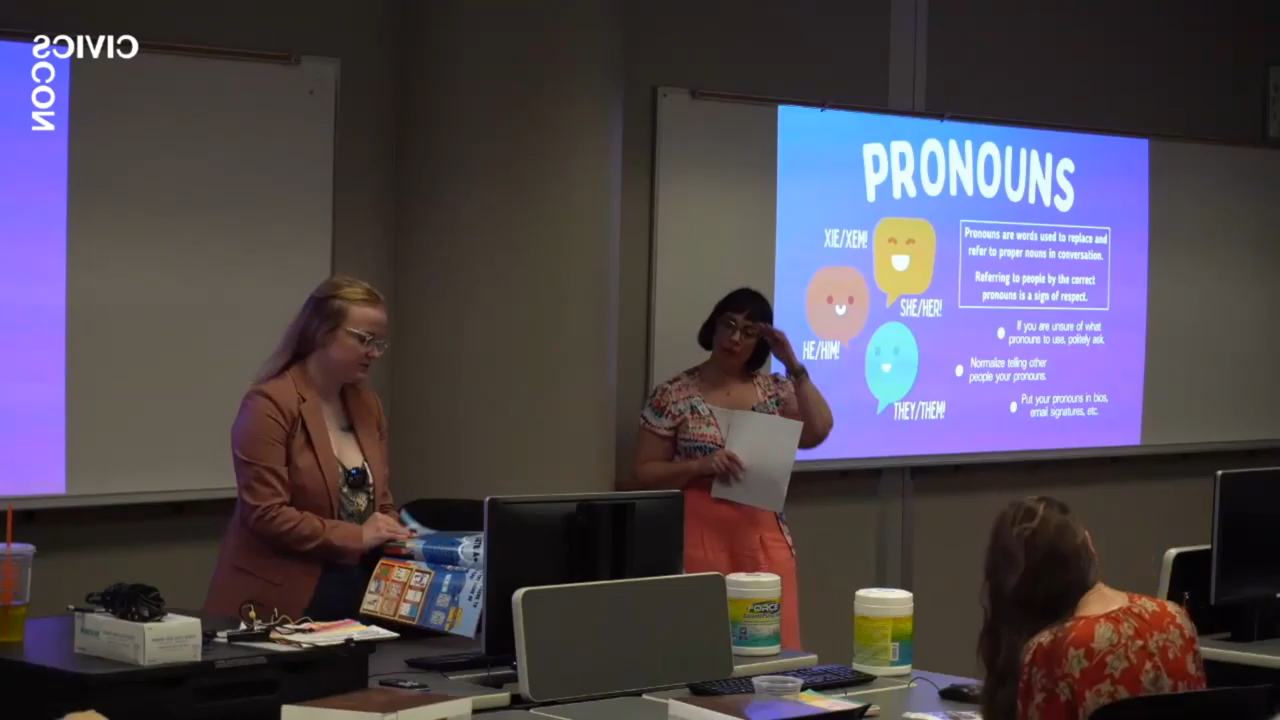 CIVICS
CON
PRONOUNS
XIE/XEM!
SHE/HER!
HE/HIM!
THEY/THEM!
Pronouns are words used to replace and
refer to proper nouns in conversation.
Referring to people by the correct
pronouns is a sign of respect.
If you are unsure of what
pronouns to use, politely ask.
Normalize telling other
people your pronouns.
Put your pronouns in bios,
email signatures, etc.
FORCE